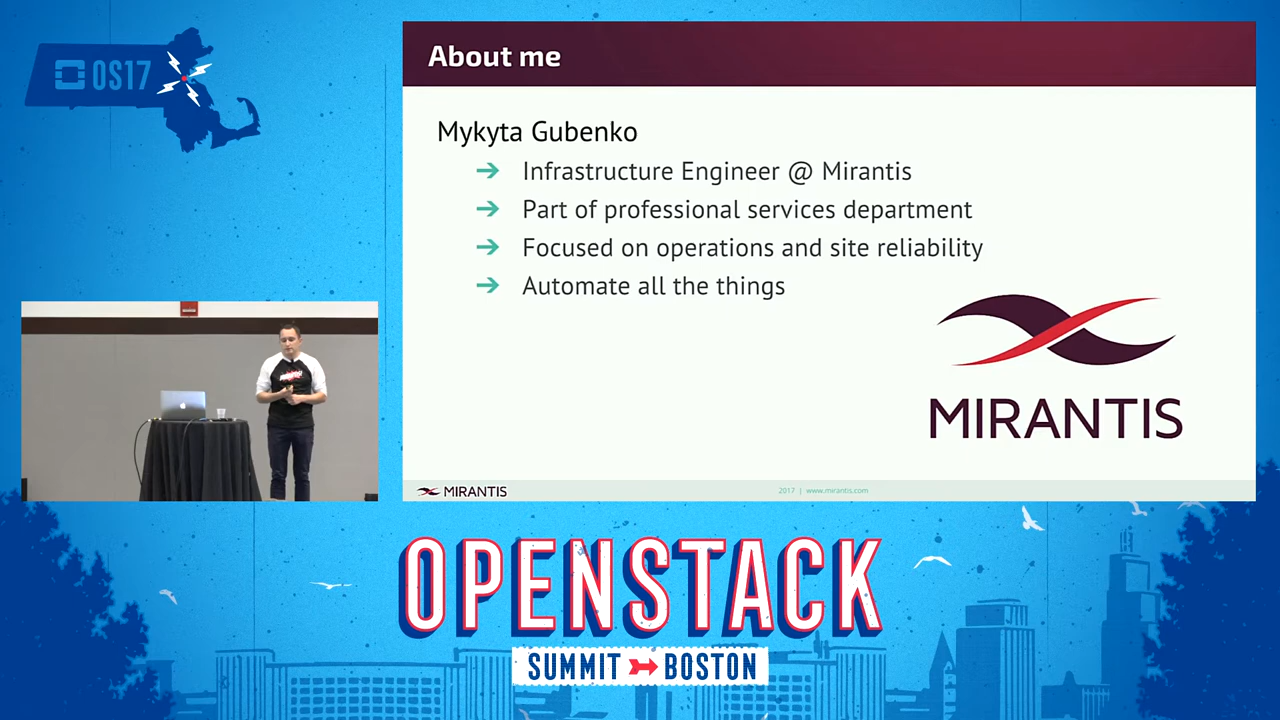 OS17
About me
Mykyta Gubenko
➔ Infrastructure Engineer @ Mirantis
➔ Part of professional services department
➔ Focused on operations and site reliability
➔ Automate all the things
MIRANTIS
MIRANTIS
2017 | www.mirantis.com
OPENSTACK
SUMMIT BOSTON